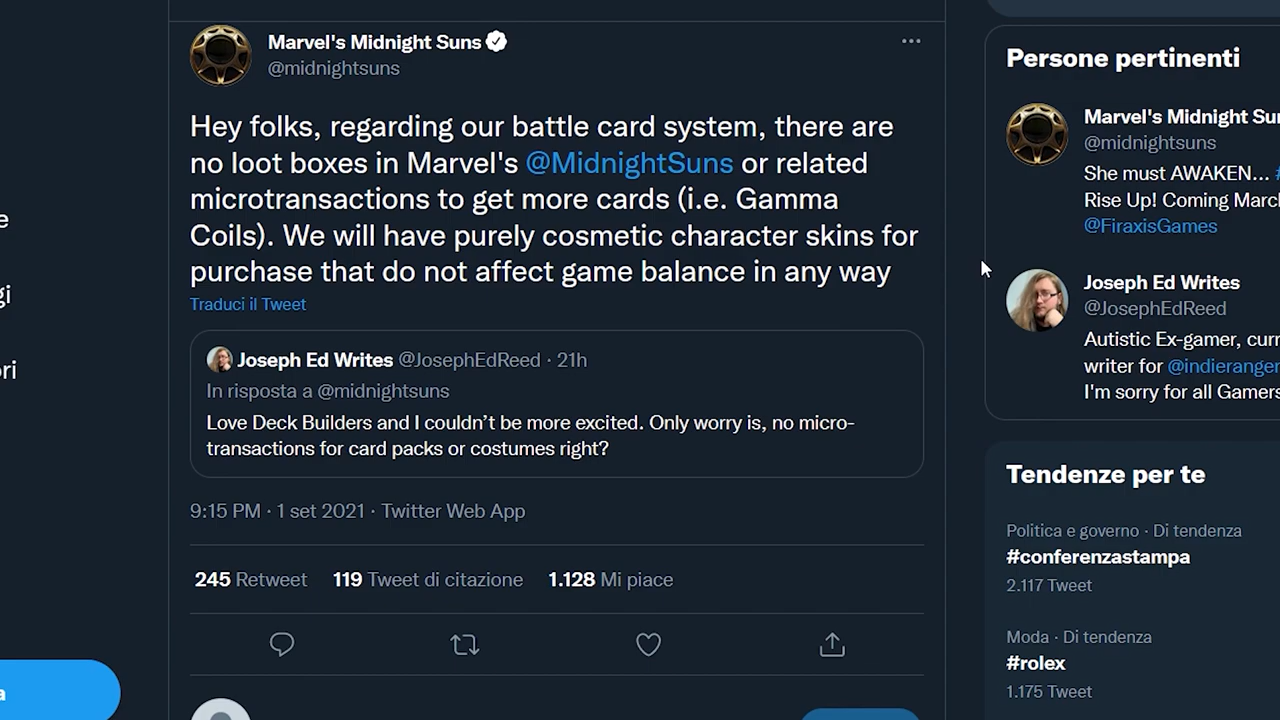 Marvel's Midnight Suns
@midnightsuns
Hey folks, regarding our battle card system, there are
no loot boxes in Marvel's @MidnightSuns or related
microtransactions to get more cards (i.e. Gamma
Coils). We will have purely cosmetic character skins for
purchase that do not affect game balance in any way
Traduci il Tweet
Joseph Ed Writes @JosephEdReed · 21h
In risposta a @midnightsuns
Love Deck Builders and I couldn't be more excited. Only worry is, no micro-
transactions for card packs or costumes right?
9:15 PM · 1 set 2021 · Twitter Web App
245 Retweet 119 Tweet di citazione 1.128 Mi piace
Persone pertinenti
Marvel's Midnight Sun
@midnightsuns
She must AWAKEN... #
Rise Up! Coming March
@FiraxisGames
Joseph Ed Writes
@JosephEdReed
Autistic Ex-gamer, curr
writer for @indieranger
I'm sorry for all Gamers
Tendenze per te
Politica e governo · Di tendenza
#conferenzastampa
2.117 Tweet
Moda · Di tendenza
#rolex
1.175 Tweet